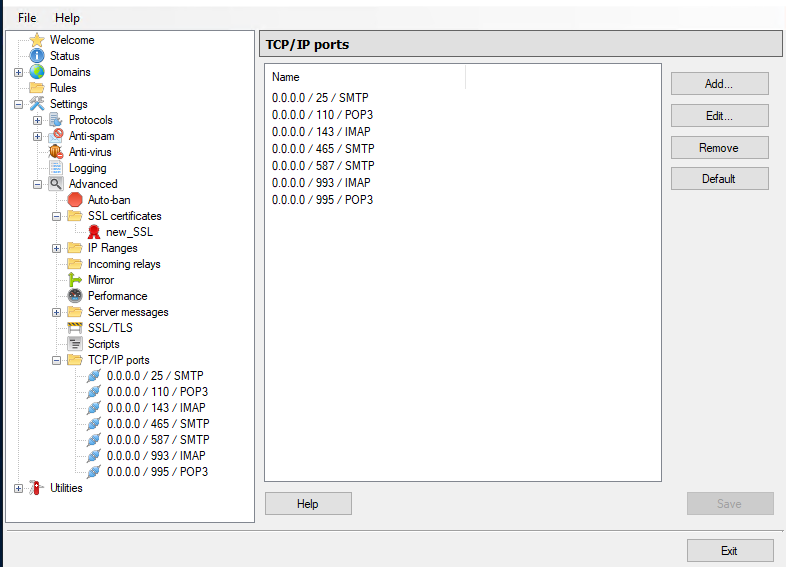 File Help
Welcome
Status
Domains
Rules
Settings
Protocols
Anti-spam
Anti-virus
Logging
Advanced
Auto-ban
SSL certificates
new_SSL
IP Ranges
Incoming relays
Mirror
Performance
Server messages
SSL/TLS
Scripts
TCP/IP ports
0.0.0.0 / 25 / SMTP
0.0.0.0 / 110 / POP3
0.0.0.0 / 143 / IMAP
0.0.0.0 / 465 / SMTP
0.0.0.0 / 587 / SMTP
0.0.0.0 / 993 / IMAP
0.0.0.0 / 995 / POP3
Utilities
TCP/IP ports
Name
0.0.0.0 / 25 / SMTP
0.0.0.0 / 110 / POP3
0.0.0.0 / 143 / IMAP
0.0.0.0 / 465 / SMTP
0.0.0.0 / 587 / SMTP
0.0.0.0 / 993 / IMAP
0.0.0.0 / 995 / POP3
Add...
Edit...
Remove
Default
Help
Save
Exit